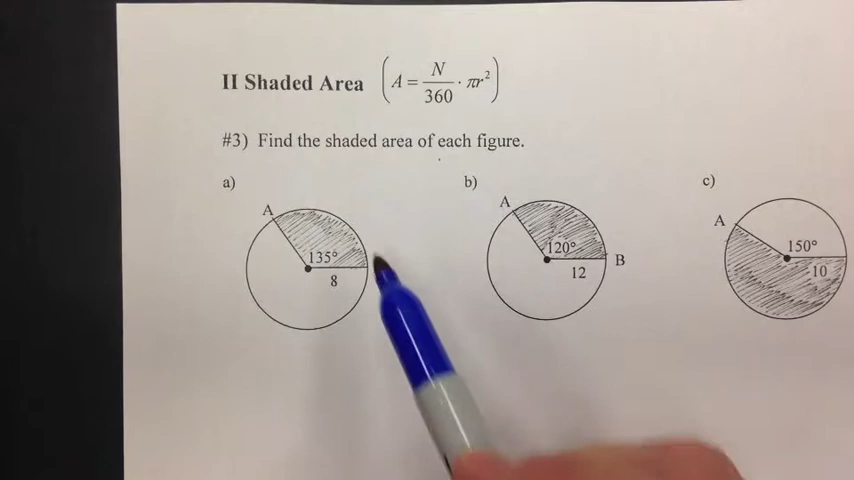 II Shaded Area (A = N/360 · πr²)
#3) Find the shaded area of each figure.
a) b) c)
A 135° 8
A 120° 12 B
A 150° 10